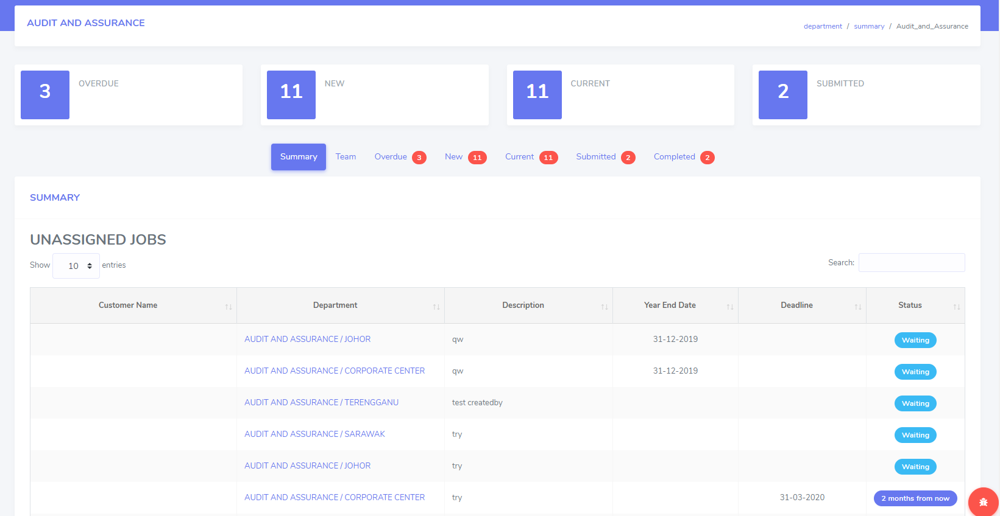 AUDIT AND ASSURANCE
department / summary / Audit_and_Assurance
3 OVERDUE
11 NEW
11 CURRENT
2 SUBMITTED
Summary Team Overdue 3 New 11 Current 11 Submitted 2 Completed 2
SUMMARY
UNASSIGNED JOBS
Show 10 entries Search:
Customer Name Department Description Year End Date Deadline Status
AUDIT AND ASSURANCE / JOHOR qw 31-12-2019 Waiting
AUDIT AND ASSURANCE / CORPORATE CENTER qw 31-12-2019 Waiting
AUDIT AND ASSURANCE / TERENGGANU test createdby Waiting
AUDIT AND ASSURANCE / SARAWAK try Waiting
AUDIT AND ASSURANCE / JOHOR try Waiting
AUDIT AND ASSURANCE / CORPORATE CENTER try 31-03-2020 2 months from now